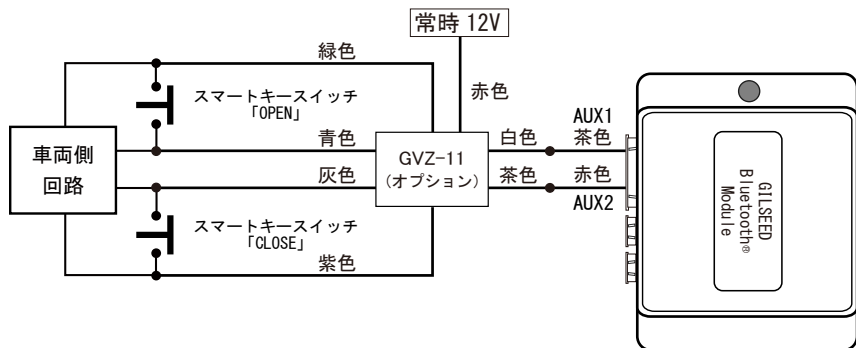 常時 12V
緑色
スマートキースイッチ
「OPEN」
赤色
AUX1
青色
白色
茶色
車両側
回路
GVZ-11
(オプション)
灰色
茶色
赤色
AUX2
スマートキースイッチ
「CLOSE」
紫色
GILSEED
Bluetooth®
Module